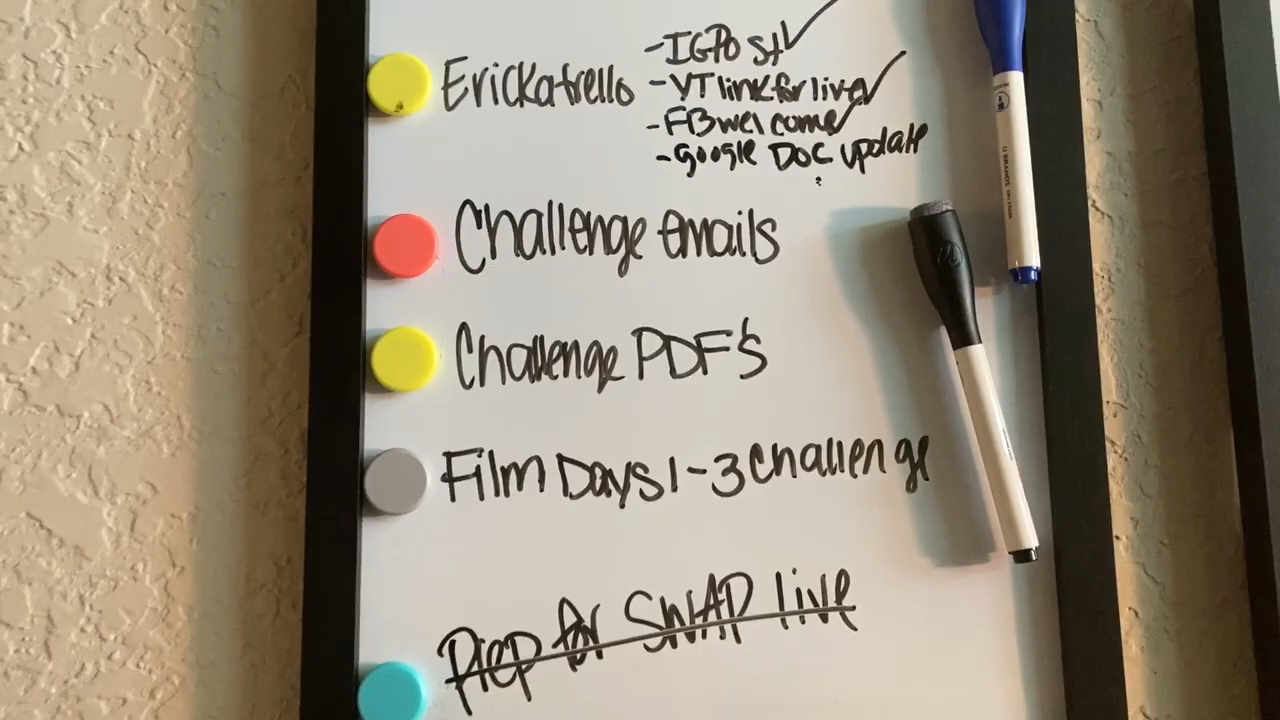 Ericka trello
-IG Post✓
-YT link for live✓
-FB welcome✓
-Google Doc update
Challenge emails
Challenge PDF's
Film Days 1-3 Challenge
Prep for SWAP live
U BRANDS